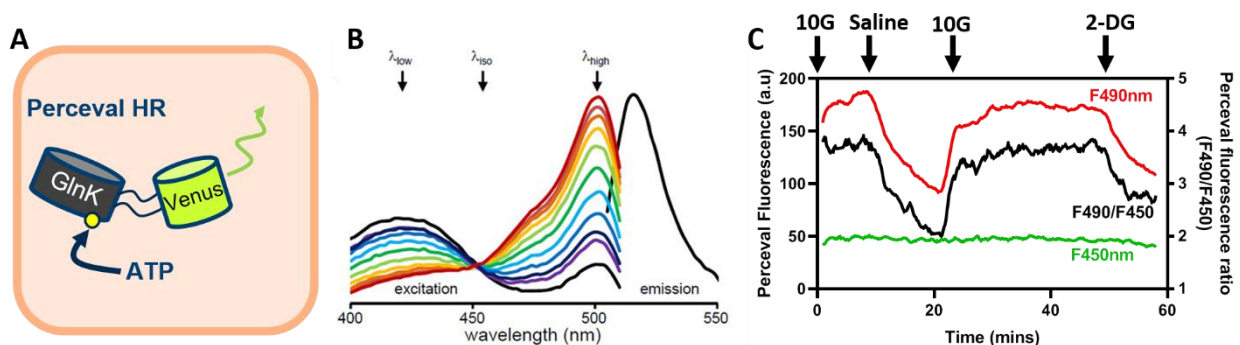 A
Perceval HR
GlnK
Venus
ATP
B
λlow
λiso
λhigh
excitation
emission
400 450 500 550
wavelength (nm)
C
10G Saline 10G 2-DG
Perceval Fluorescence (a.u)
200
150
100
50
0
F490nm
F490/F450
F450nm
5
4
3
2
1
Perceval fluorescence ratio
(F490/F450)
0 20 40 60
Time (mins)